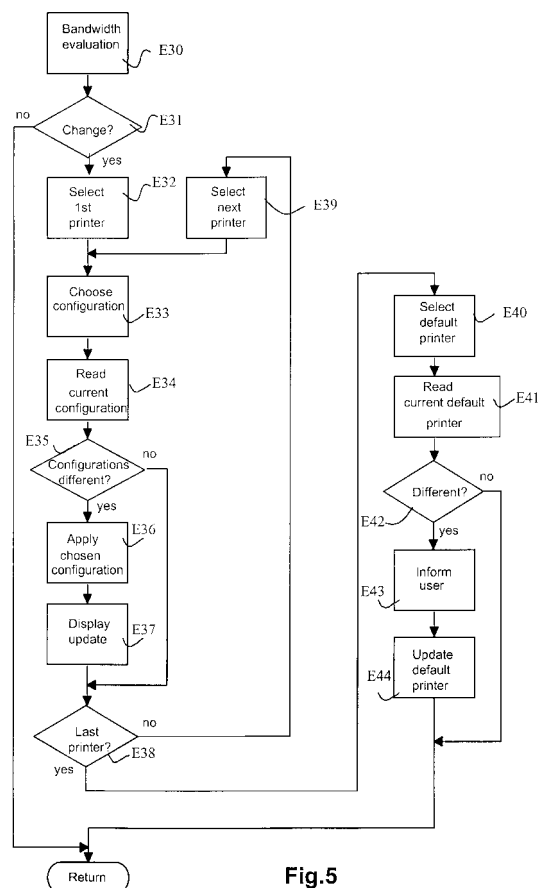 Bandwidth
evaluation
E30
no
Change?
E31
yes
Select
1st
printer
E32
Select
next
printer
E39
Choose
configuration
E33
Read
current
configuration
E34
E35
Configurations
different?
no
yes
Apply
chosen
configuration
E36
Display
update
E37
Last
printer?
no
E38
yes
Select
default
printer
E40
Read
current default
printer
E41
Different?
no
E42
yes
Inform
user
E43
Update
default
printer
E44
Return
Fig.5